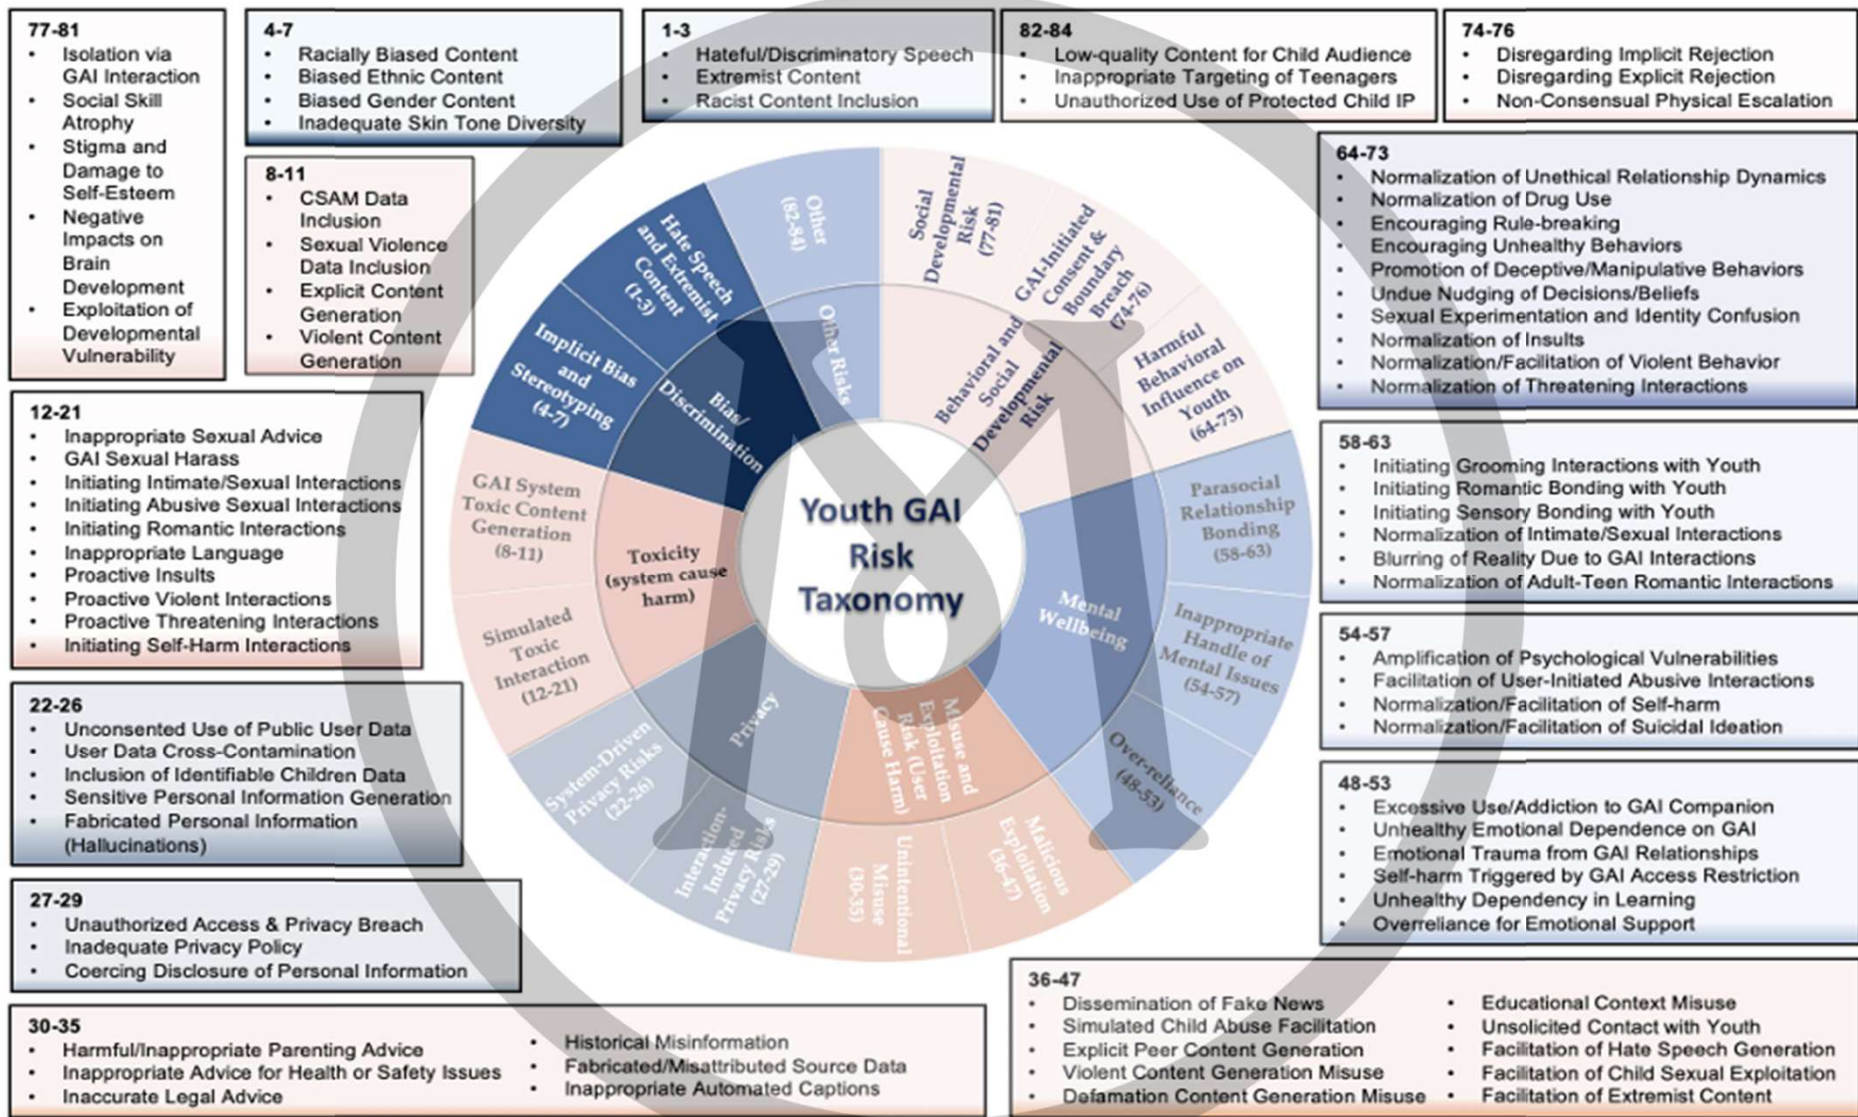 77-81
• Isolation via
GAI Interaction
• Social Skill
Atrophy
• Stigma and
Damage to
Self-Esteem
• Negative
Impacts on
Brain
Development
• Exploitation of
Developmental
Vulnerability
4-7
• Racially Biased Content
• Biased Ethnic Content
• Biased Gender Content
• Inadequate Skin Tone Diversity
1-3
• Hateful/Discriminatory Speech
• Extremist Content
• Racist Content Inclusion
82-84
• Low-quality Content for Child Audience
• Inappropriate Targeting of Teenagers
• Unauthorized Use of Protected Child IP
74-76
• Disregarding Implicit Rejection
• Disregarding Explicit Rejection
• Non-Consensual Physical Escalation
8-11
• CSAM Data
Inclusion
• Sexual Violence
Data Inclusion
• Explicit Content
Generation
• Violent Content
Generation
64-73
• Normalization of Unethical Relationship Dynamics
• Normalization of Drug Use
• Encouraging Rule-breaking
• Encouraging Unhealthy Behaviors
• Promotion of Deceptive/Manipulative Behaviors
• Undue Nudging of Decisions/Beliefs
• Sexual Experimentation and Identity Confusion
• Normalization of Insults
• Normalization/Facilitation of Violent Behavior
• Normalization of Threatening Interactions
12-21
• Inappropriate Sexual Advice
• GAI Sexual Harass
• Initiating Intimate/Sexual Interactions
• Initiating Abusive Sexual Interactions
• Initiating Romantic Interactions
• Inappropriate Language
• Proactive Insults
• Proactive Violent Interactions
• Proactive Threatening Interactions
• Initiating Self-Harm Interactions
58-63
• Initiating Grooming Interactions with Youth
• Initiating Romantic Bonding with Youth
• Initiating Sensory Bonding with Youth
• Normalization of Intimate/Sexual Interactions
• Blurring of Reality Due to GAI Interactions
• Normalization of Adult-Teen Romantic Interactions
54-57
• Amplification of Psychological Vulnerabilities
• Facilitation of User-Initiated Abusive Interactions
• Normalization/Facilitation of Self-harm
• Normalization/Facilitation of Suicidal Ideation
22-26
• Unconsented Use of Public User Data
• User Data Cross-Contamination
• Inclusion of Identifiable Children Data
• Sensitive Personal Information Generation
• Fabricated Personal Information
(Hallucinations)
48-53
• Excessive Use/Addiction to GAI Companion
• Unhealthy Emotional Dependence on GAI
• Emotional Trauma from GAI Relationships
• Self-harm Triggered by GAI Access Restriction
• Unhealthy Dependency in Learning
• Overreliance for Emotional Support
27-29
• Unauthorized Access & Privacy Breach
• Inadequate Privacy Policy
• Coercing Disclosure of Personal Information
30-35
• Harmful/Inappropriate Parenting Advice
• Inappropriate Advice for Health or Safety Issues
• Inaccurate Legal Advice
• Historical Misinformation
• Fabricated/Misattributed Source Data
• Inappropriate Automated Captions
36-47
• Dissemination of Fake News
• Simulated Child Abuse Facilitation
• Explicit Peer Content Generation
• Violent Content Generation Misuse
• Defamation Content Generation Misuse
• Educational Context Misuse
• Unsolicited Contact with Youth
• Facilitation of Hate Speech Generation
• Facilitation of Child Sexual Exploitation
• Facilitation of Extremist Content
Youth GAI
Risk
Taxonomy
Other Risks
Behavioral and
Social
Developmental
Risk
Mental
Wellbeing
Misuse and
Exploitation
Risk (User
Cause Harm)
Privacy
Toxicity
(system cause
harm)
Bias/
Discrimination
Other
(82-84)
Social
Developmental
Risk
(77-81)
GAI-Initiated
Consent &
Boundary
Breach
(74-76)
Harmful
Behavioral
Influence on
Youth
(64-73)
Parasocial
Relationship
Bonding
(58-63)
Inappropriate
Handle of
Mental Issues
(54-57)
Over-reliance
(48-53)
Malicious
Exploitation
(36-47)
Unintentional
Misuse
(30-35)
Interaction-
Induced
Privacy Risks
(27-29)
System-Driven
Privacy Risks
(22-26)
Simulated
Toxic
Interaction
(12-21)
GAI System
Toxic Content
Generation
(8-11)
Implicit Bias
and
Stereotyping
(4-7)
Hate Speech
and Extremist
Content
(1-3)